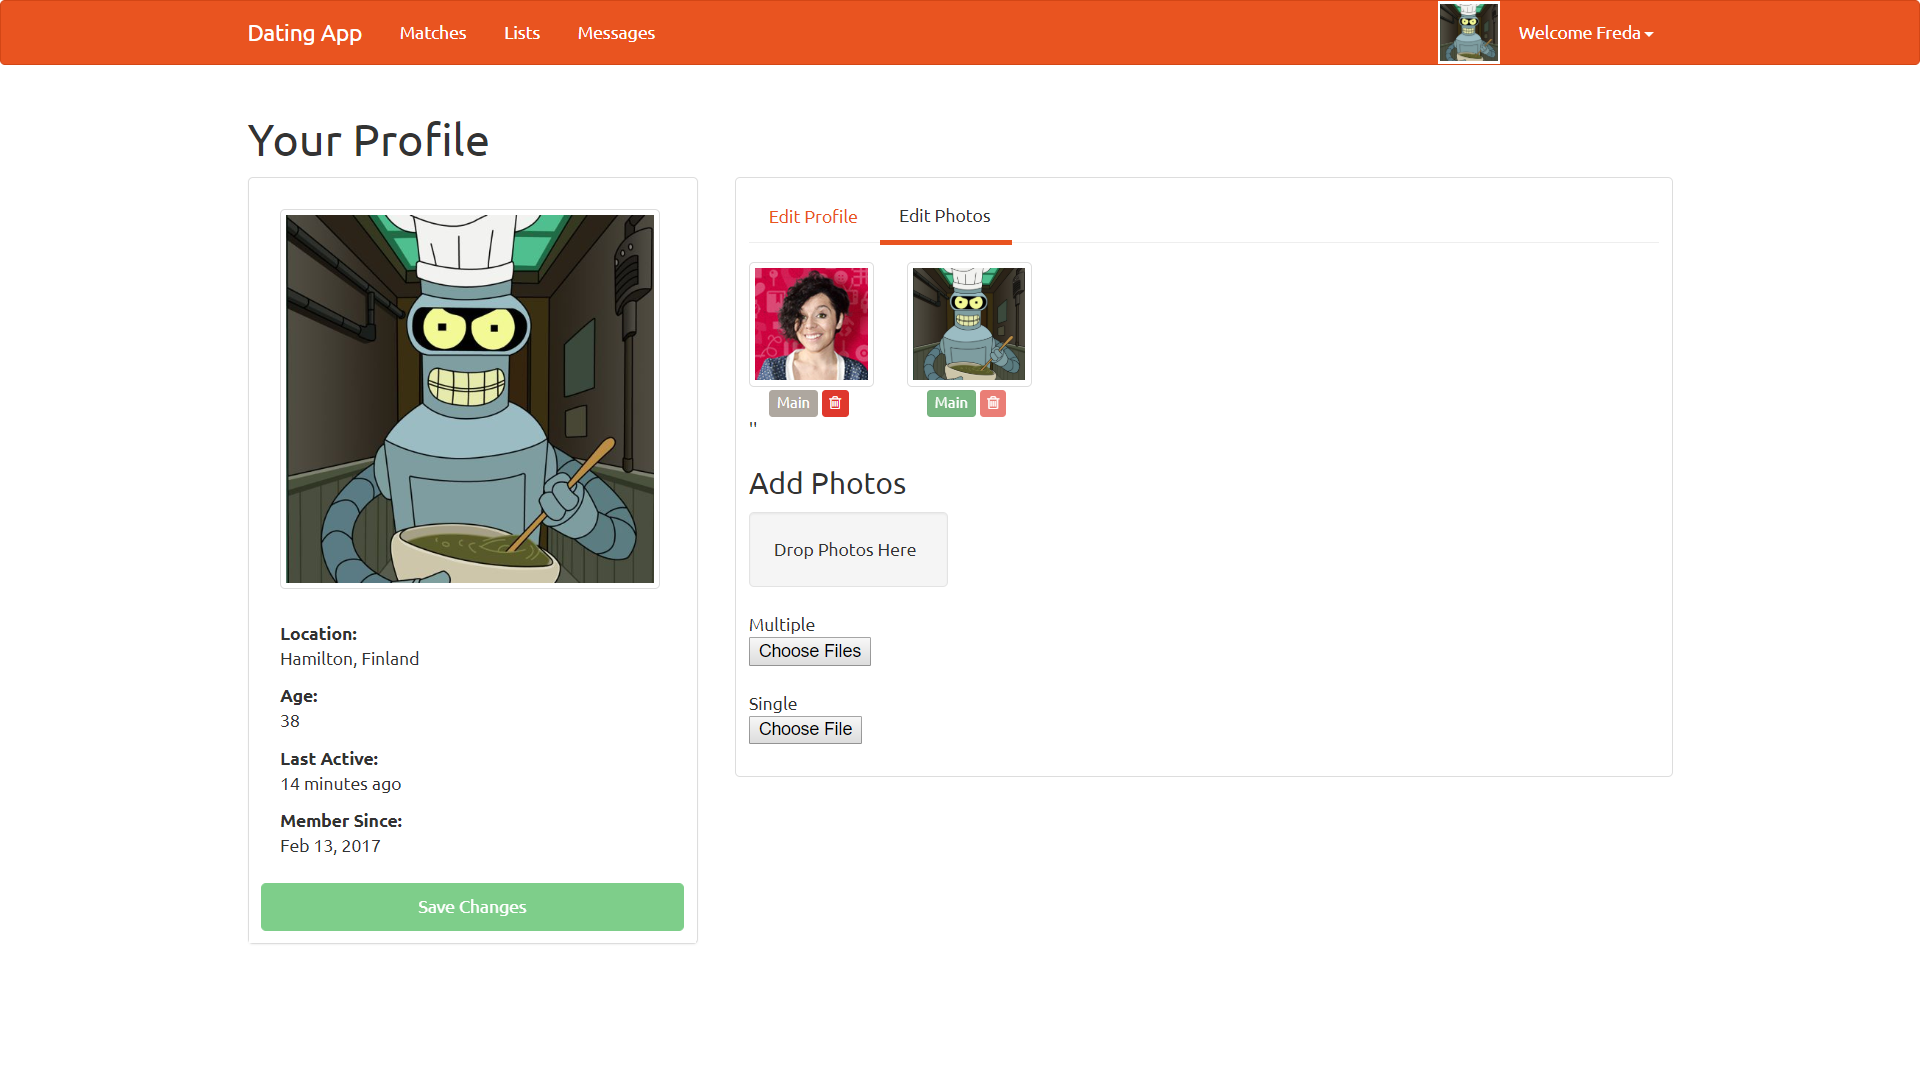 Dating App Matches Lists Messages Welcome Freda
Your Profile
Location:
Hamilton, Finland
Age:
38
Last Active:
14 minutes ago
Member Since:
Feb 13, 2017
Save Changes
Edit Profile Edit Photos
Main Main
"
Add Photos
Drop Photos Here
Multiple
Choose Files
Single
Choose File